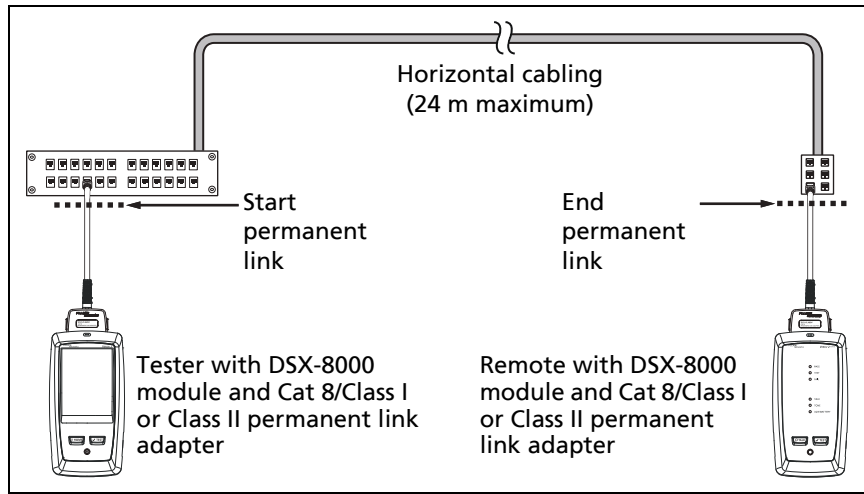 Horizontal cabling
(24 m maximum)
Start
permanent
link
End
permanent
link
Tester with DSX-8000
module and Cat 8/Class I
or Class II permanent link
adapter
Remote with DSX-8000
module and Cat 8/Class I
or Class II permanent
link adapter